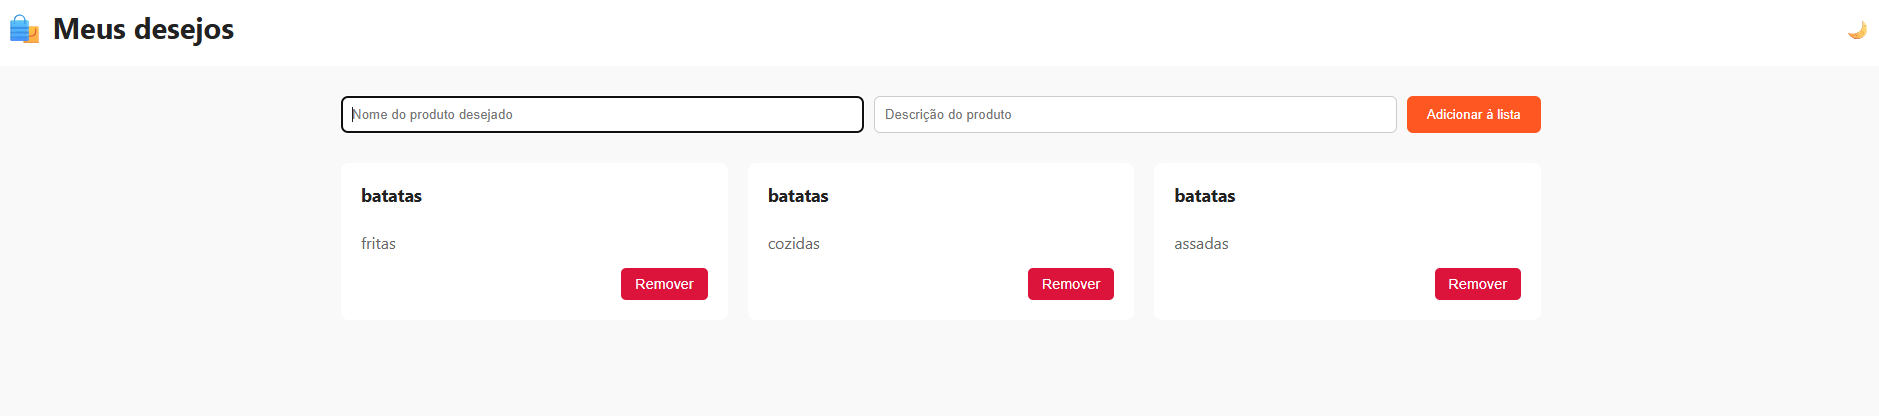 Meus desejos
Nome do produto desejado
Descrição do produto
Adicionar à lista
batatas
fritas
Remover
batatas
cozidas
Remover
batatas
assadas
Remover